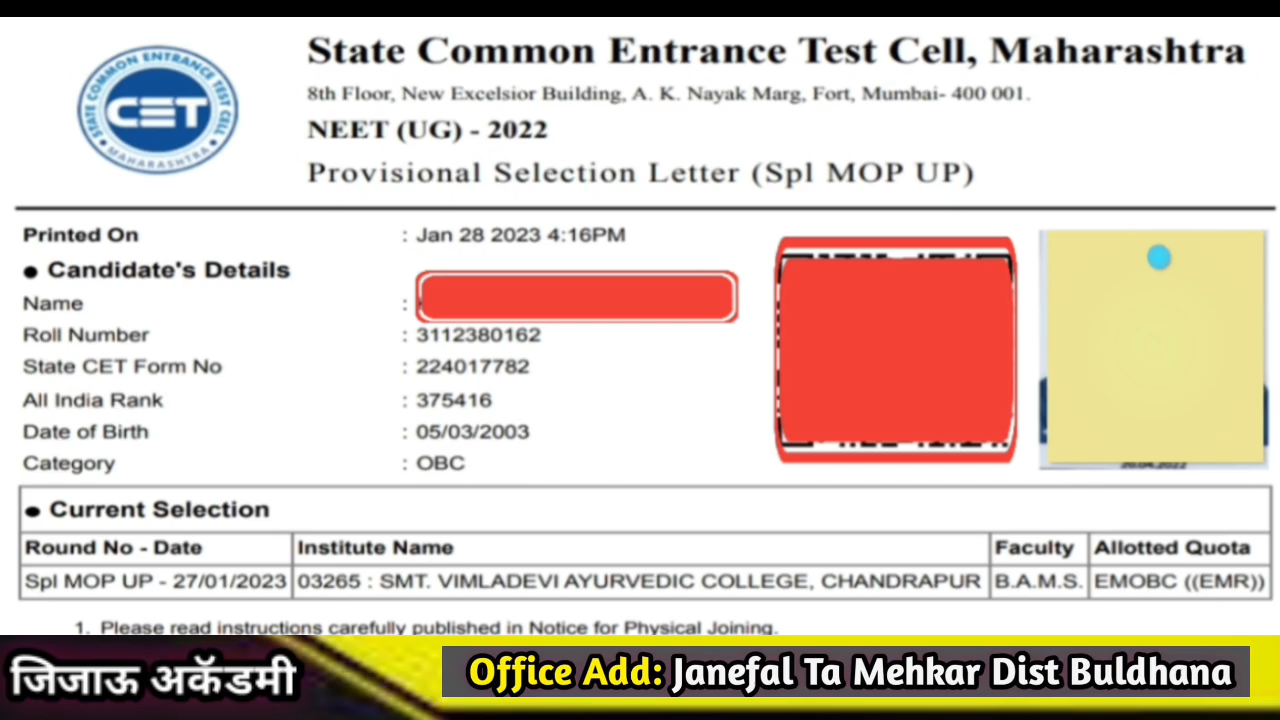 State Common Entrance Test Cell, Maharashtra
8th Floor, New Excelsior Building, A. K. Nayak Marg, Fort, Mumbai- 400 001.
NEET (UG) - 2022
Provisional Selection Letter (Spl MOP UP)
STATE COMMON ENTRANCE TEST CELL
CET
MAHARASHTRA
Printed On : Jan 28 2023 4:16PM
● Candidate's Details
Name :
Roll Number : 3112380162
State CET Form No : 224017782
All India Rank : 375416
Date of Birth : 05/03/2003
Category : OBC
20.04.2022
● Current Selection
Round No - Date Institute Name Faculty Allotted Quota
Spl MOP UP - 27/01/2023 03265 : SMT. VIMLADEVI AYURVEDIC COLLEGE, CHANDRAPUR B.A.M.S. EMOBC ((EMR))
1. Please read instructions carefully published in Notice for Physical Joining.
जिजाऊ अकॅडमी
Office Add: Janefal Ta Mehkar Dist Buldhana